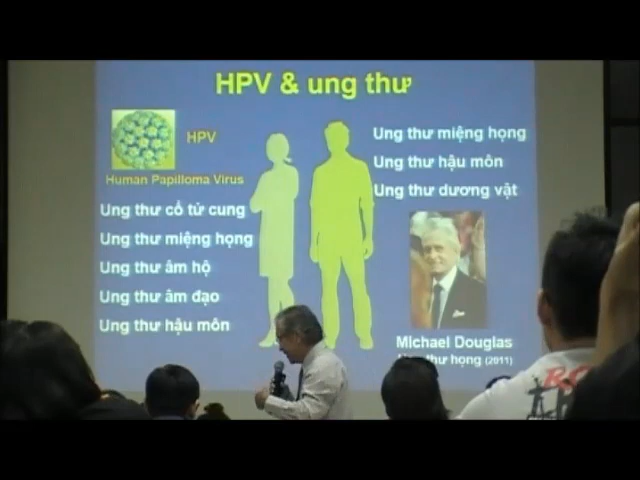 HPV & ung thư
HPV
Human Papilloma Virus
Ung thư cổ tử cung
Ung thư miệng họng
Ung thư âm hộ
Ung thư âm đạo
Ung thư hậu môn
Ung thư miệng họng
Ung thư hậu môn
Ung thư dương vật
Michael Douglas
thư họng (2011)